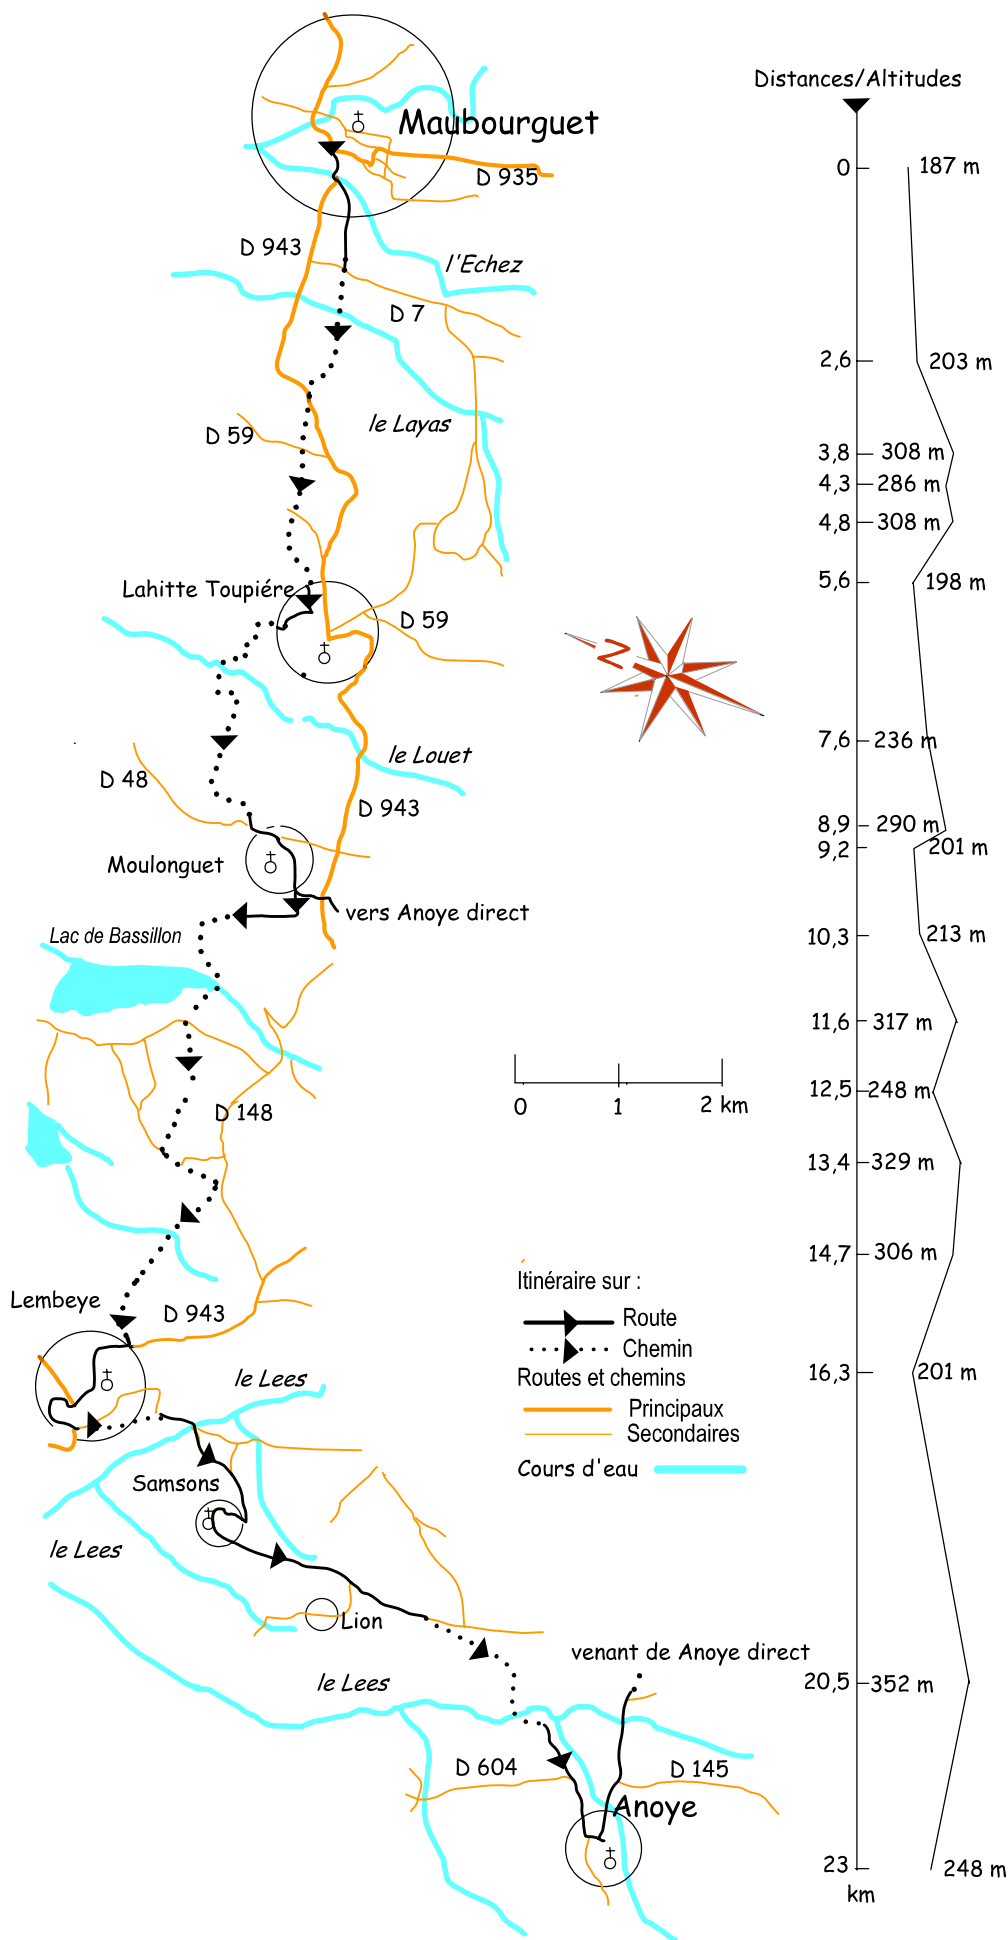 Distances/Altitudes
Maubourguet
0 187 m
D 935
D 943
l'Echez
D 7
2,6 203 m
le Layas
D 59
3,8 308 m
4,3 286 m
4,8 308 m
Lahitte Toupiére
5,6 198 m
D 59
N
7,6 236 m
le Louet
D 48
D 943
8,9 290 m
9,2 201 m
Moulonguet
vers Anoye direct
Lac de Bassillon
10,3 213 m
11,6 317 m
12,5 248 m
0 1 2 km
D 148
13,4 329 m
14,7 306 m
Itinéraire sur :
Lembeye
D 943
Route
Chemin
Routes et chemins
16,3 201 m
le Lees
Principaux
Secondaires
Cours d'eau
Samsons
le Lees
Lion
venant de Anoye direct
le Lees
20,5 352 m
D 604
D 145
Anoye
23 248 m
km